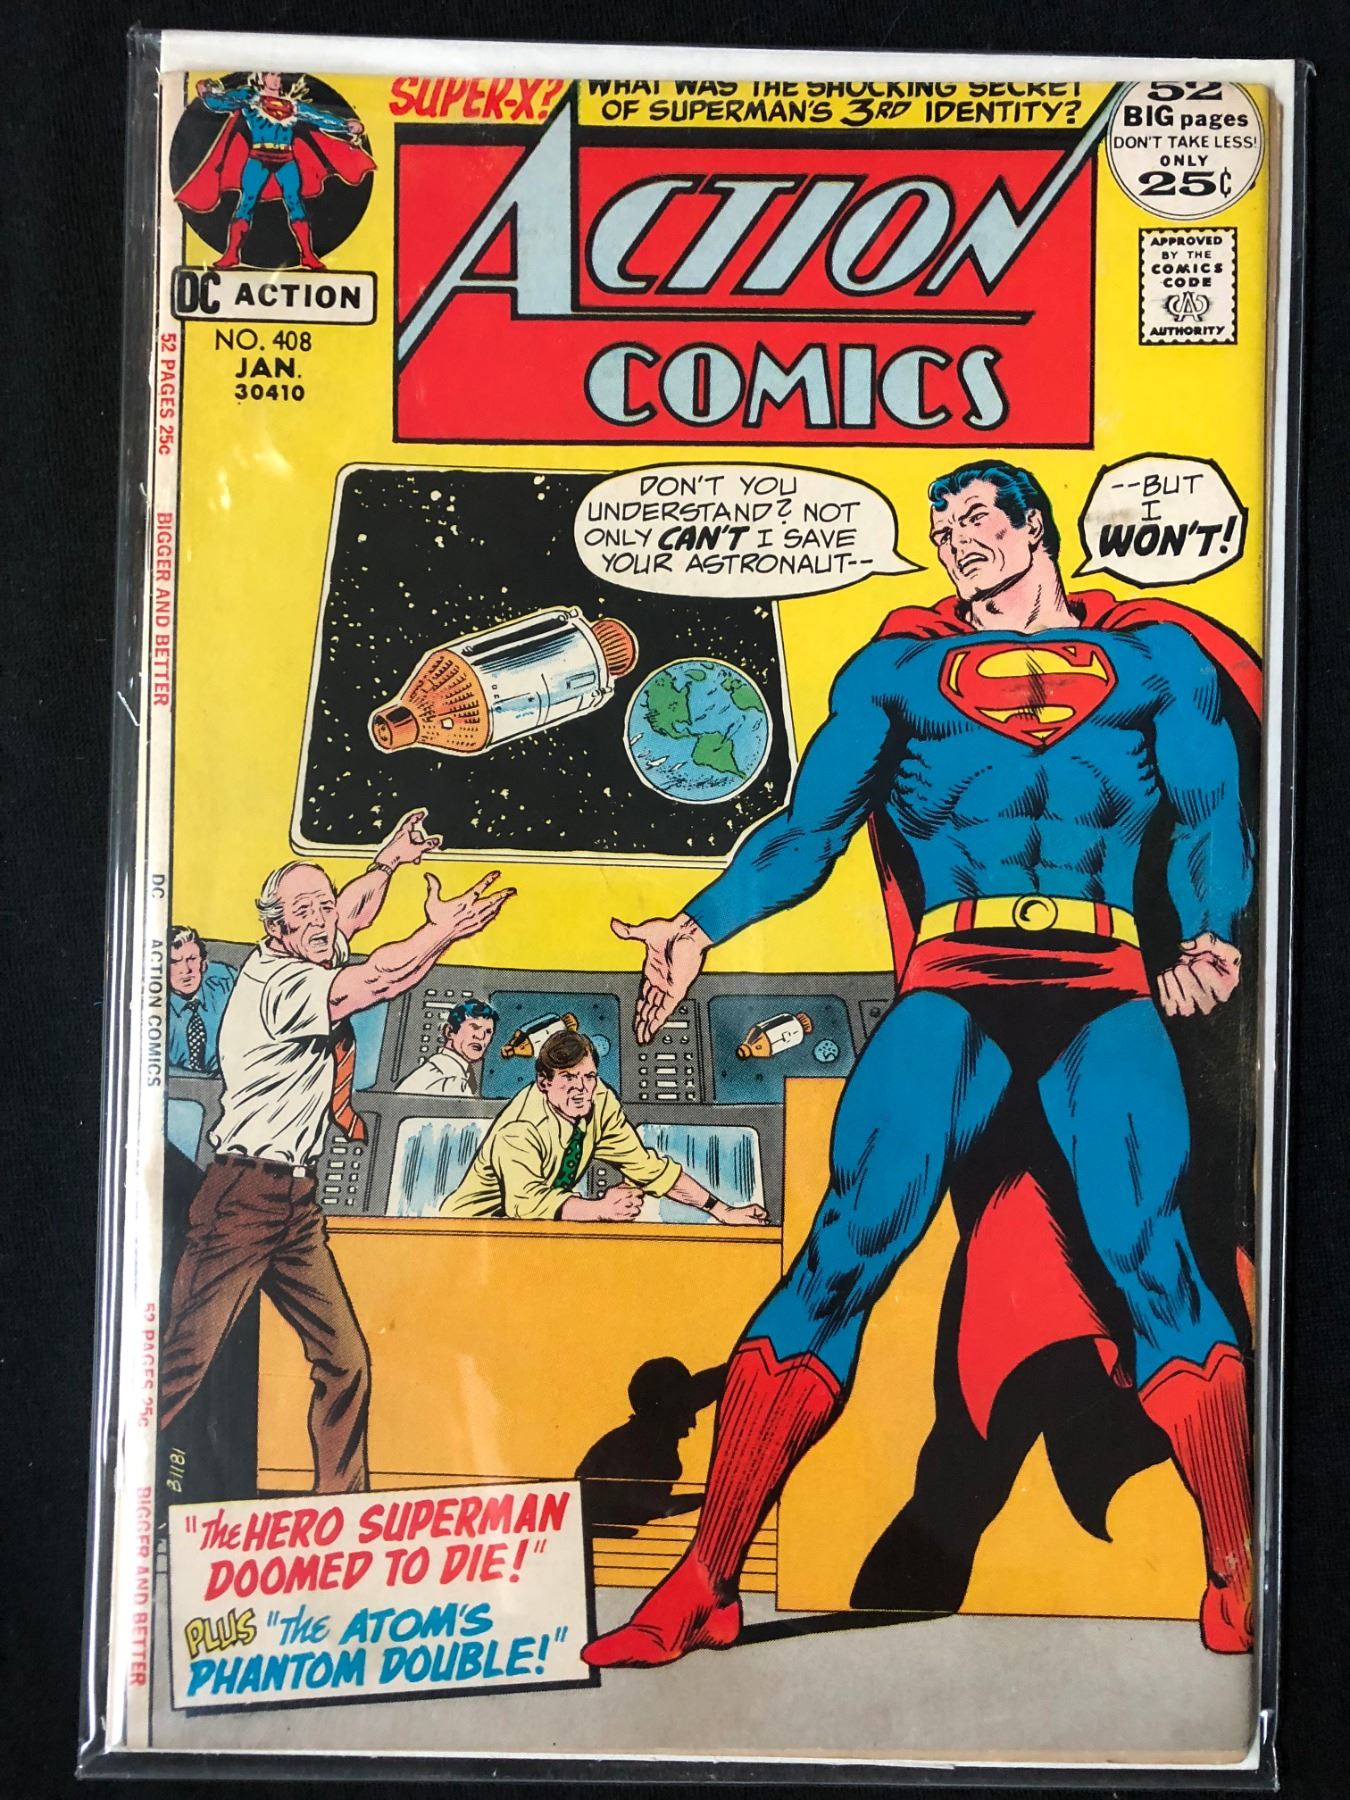 SUPER-X?
WHAT WAS THE SHOCKING SECRET
OF SUPERMAN'S 3RD IDENTITY?
52
BIG pages
DON'T TAKE LESS!
ONLY
25¢
ACTION
COMICS
APPROVED
BY THE
COMICS
CODE
CA
AUTHORITY
DC ACTION
NO. 408
JAN.
30410
52 PAGES 25c
BIGGER AND BETTER
DC
ACTION COMICS
52 PAGES 25c
BIGGER AND BETTER
DON'T YOU
UNDERSTAND? NOT
ONLY CAN'T I SAVE
YOUR ASTRONAUT--
--BUT
I
WON'T!
S
B1181
"The HERO SUPERMAN
DOOMED TO DIE!"
PLUS "The ATOM'S
PHANTOM DOUBLE!"